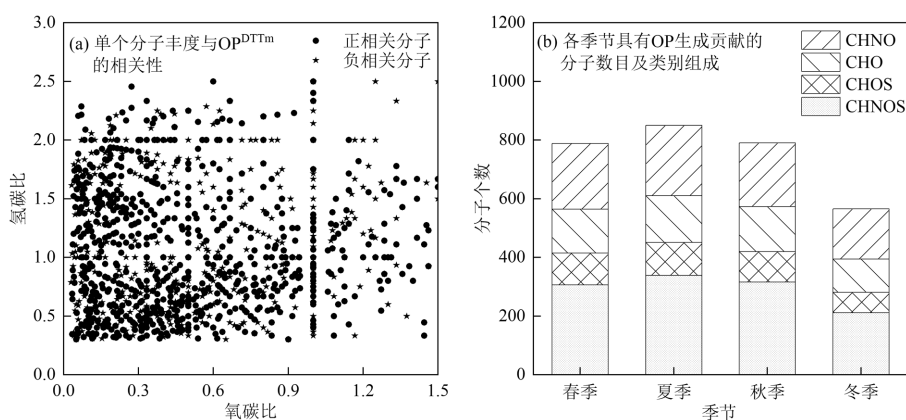 (a) 单个分子丰度与OP^DTTm
的相关性
正相关分子
负相关分子
3.0
2.5
2.0
1.5
1.0
0.5
0.0
氢碳比
0.0
0.3
0.6
0.9
1.2
1.5
氧碳比
(b) 各季节具有OP生成贡献的
分子数目及类别组成
CHNO
CHO
CHOS
CHNOS
1200
1000
800
600
400
200
0
分子个数
春季
夏季
秋季
冬季
季节